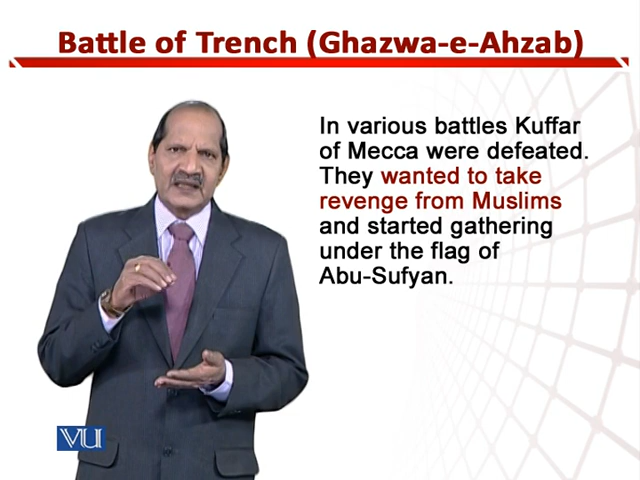 Battle of Trench (Ghazwa-e-Ahzab)
In various battles Kuffar
of Mecca were defeated.
They wanted to take
revenge from Muslims
and started gathering
under the flag of
Abu-Sufyan.
VU